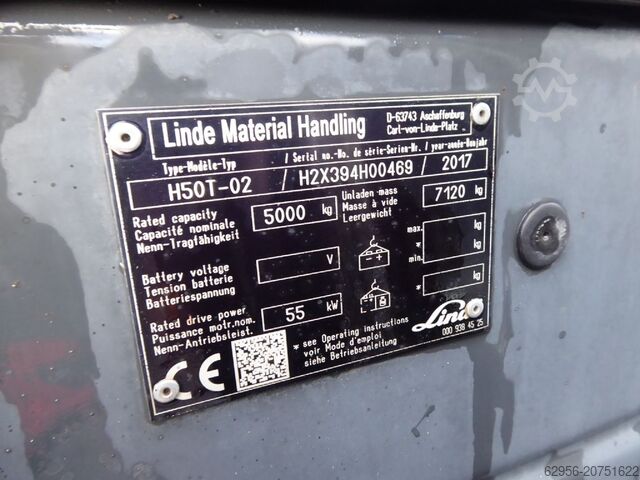 Linde Material Handling
D-63743 Aschaffenburg
Carl-von-Linde-Platz
Type-Modèle-Typ / Serial no.-No. de série-Serien-Nr. / year-année-Baujahr
H50T-02 / H2X394H00469 / 2017
Rated capacity
Capacité nominale
Nenn-Tragfähigkeit
5000 kg
Unladen mass
Masse à vide
Leergewicht
7120 kg
Battery voltage
Tension batterie
Batteriespannung
V
max. kg
*
min. kg
* kg
- +
L
Rated drive power
Puissance motr.nom.
Nenn-Antriebsleist.
55 kW
* see Operating instructions
voir Mode d'emploi
siehe Betriebsanleitung
Linde
000 938 45 25
CE
62956-20751622